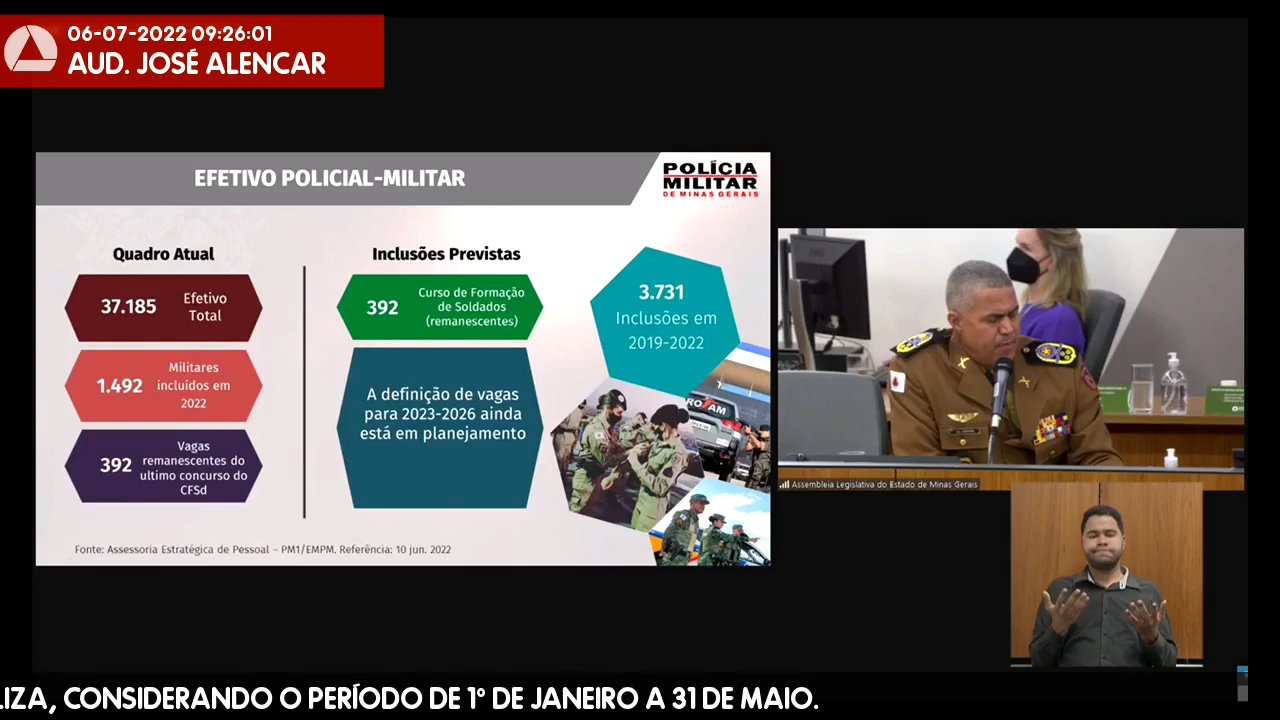 06-07-2022 09:26:01
AUD. JOSÉ ALENCAR
EFETIVO POLICIAL-MILITAR
POLÍCIA
MILITAR
DE MINAS GERAIS
Quadro Atual
37.185
Efetivo
Total
1.492
Militares
incluídos em
2022
392
Vagas
remanescentes do
ultimo concurso do
CFSd
Inclusões Previstas
392
Curso de Formação
de Soldados
(remanescentes)
A definição de vagas
para 2023-2026 ainda
está em planejamento
3.731
Inclusões em
2019-2022
Fonte: Assessoria Estratégica de Pessoal – PM1/EMPM. Referência: 10 jun. 2022
Assembleia Legislativa do Estado de Minas Gerais
LIZA, CONSIDERANDO O PERÍODO DE 1º DE JANEIRO A 31 DE MAIO.